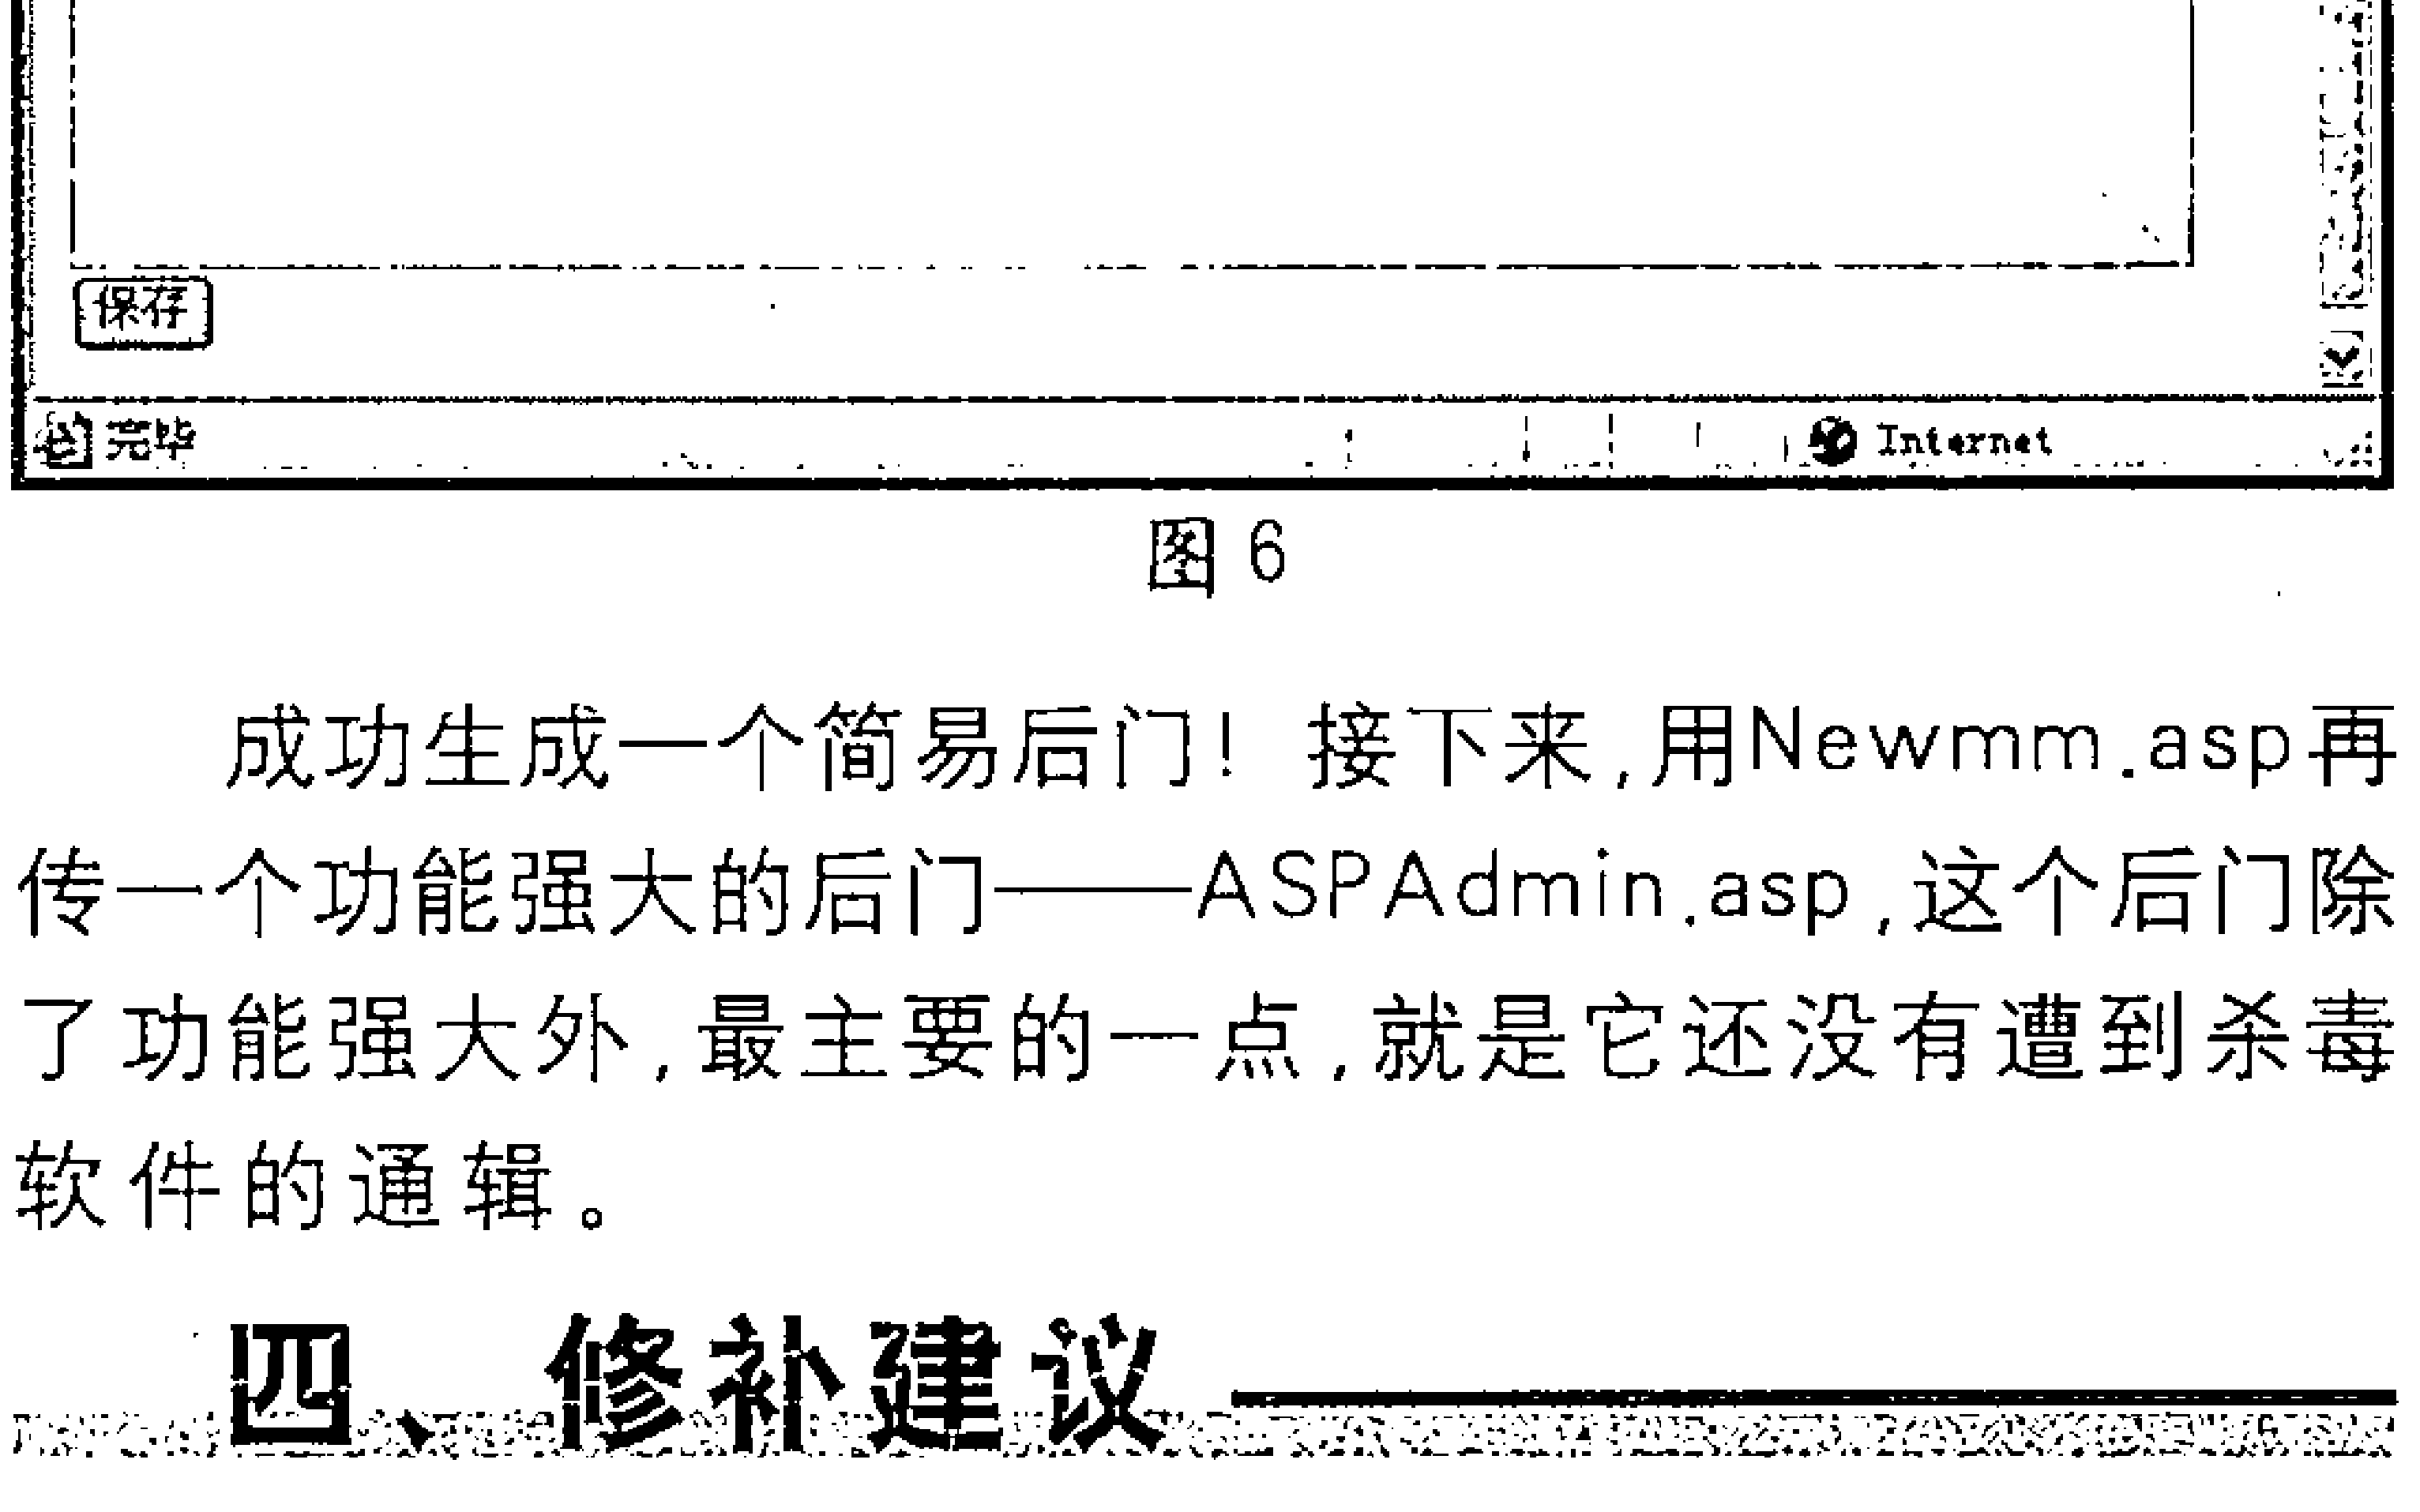 保存
完毕 Internet
图 6
成功生成一个简易后门! 接下来,用Newmm.asp再
传一个功能强大的后门——ASPAdmin.asp,这个后门除
了功能强大外,最主要的一点,就是它还没有遭到杀毒
软件的通辑。
四、修补建议